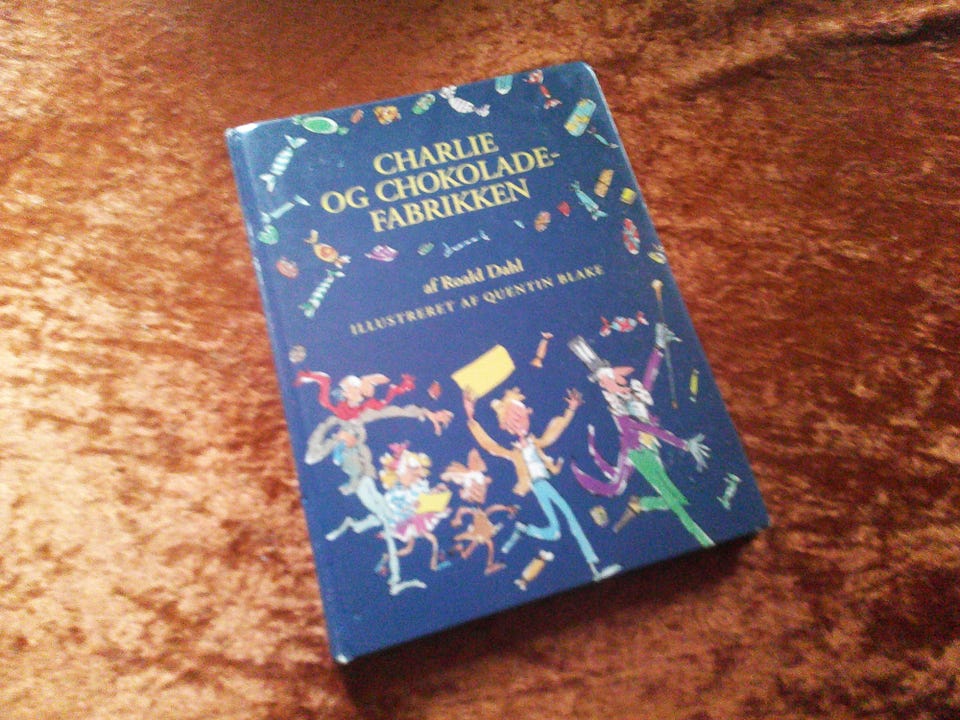 CHARLIE
OG CHOKOLADE-
FABRIKKEN
af Roald Dahl
ILLUSTRERET AF QUENTIN BLAKE